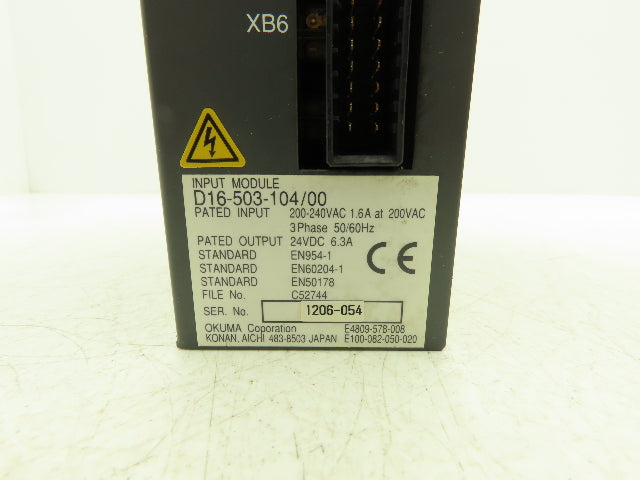 XB6
INPUT MODULE
D16-503-104/00
PATED INPUT 200-240VAC 1.6A at 200VAC
3Phase 50/60Hz
PATED OUTPUT 24VDC 6.3A
STANDARD EN954-1
STANDARD EN60204-1
STANDARD EN50178
FILE No. C52744
CE
SER. No. 1206-054
OKUMA Coporation E4809-578-008
KONAN, AICHI 483-8503 JAPAN E100-082-050-020